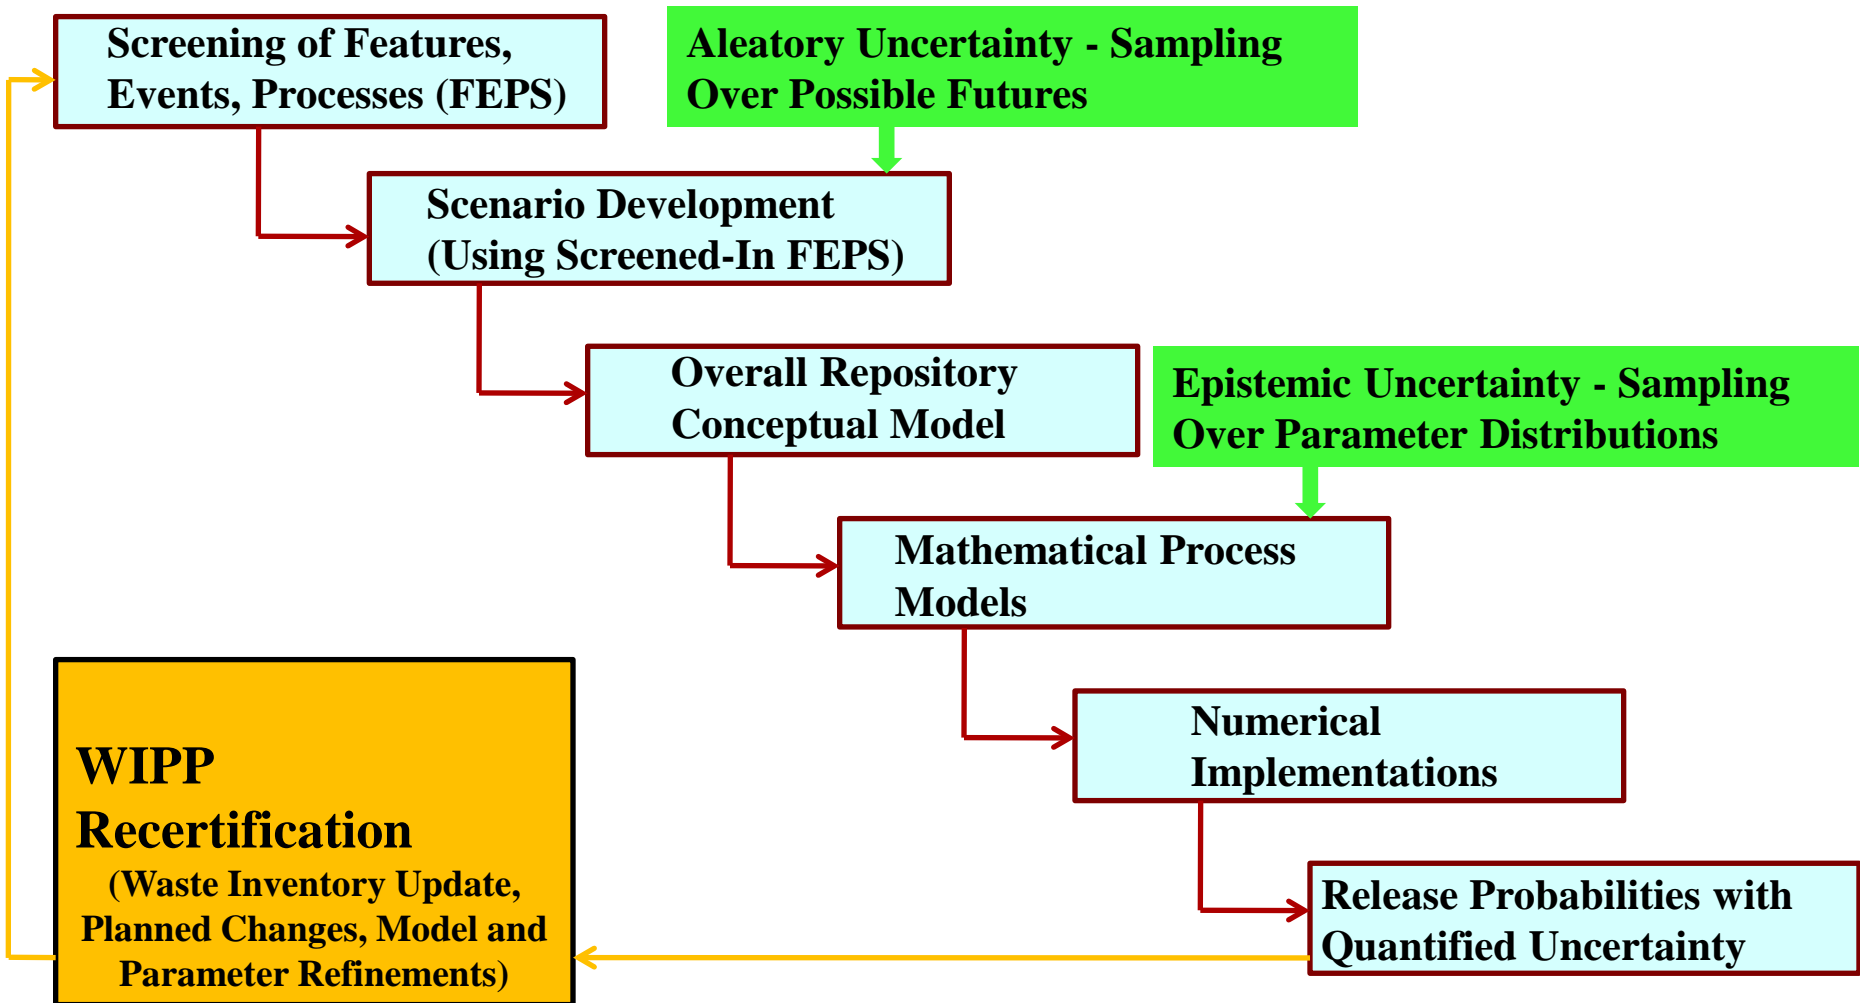 Screening of Features,
Events, Processes (FEPS)
Aleatory Uncertainty - Sampling
Over Possible Futures
Scenario Development
(Using Screened-In FEPS)
Overall Repository
Conceptual Model
Epistemic Uncertainty - Sampling
Over Parameter Distributions
Mathematical Process
Models
Numerical
Implementations
Release Probabilities with
Quantified Uncertainty
WIPP
Recertification
(Waste Inventory Update,
Planned Changes, Model and
Parameter Refinements)